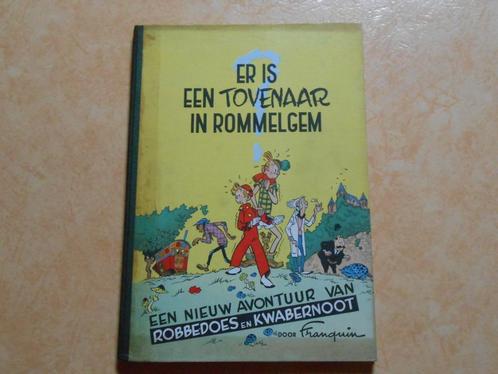 ER IS
EEN TOVENAAR
IN ROMMELGEM
EEN NIEUW AVONTUUR VAN
ROBBEDOES EN KWABERNOOT
DOOR Franquin